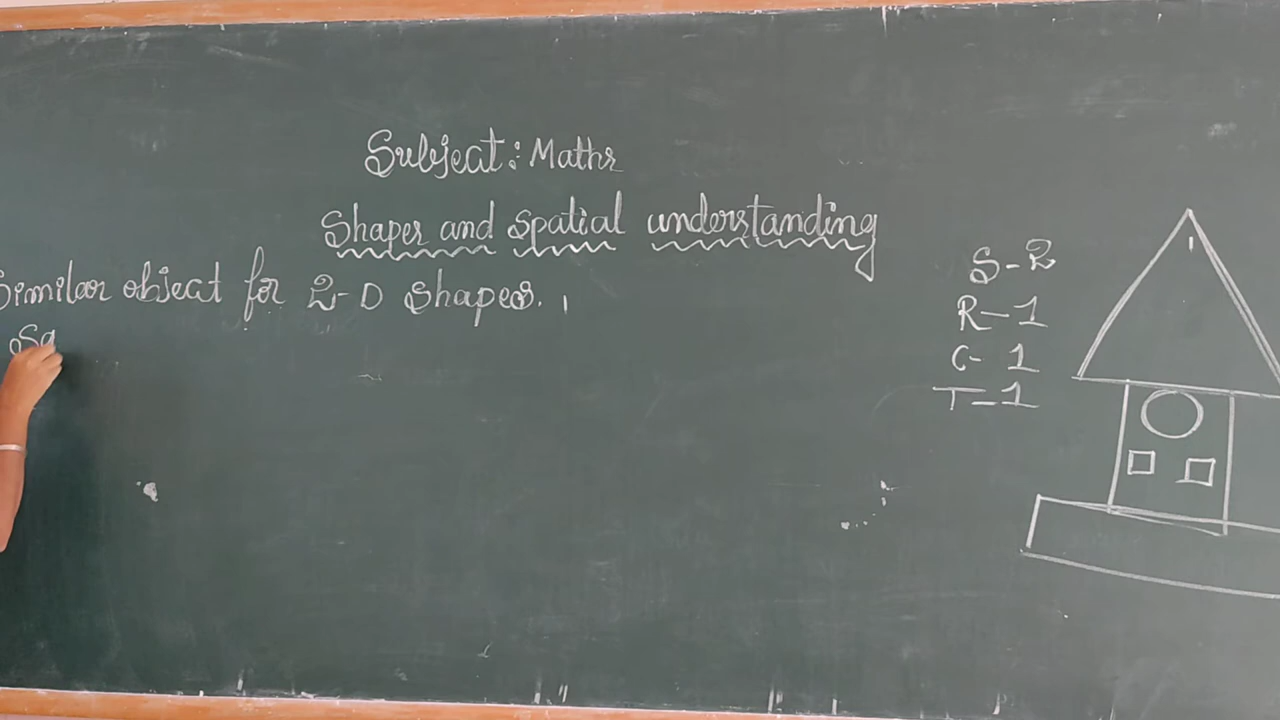 Subject: Maths
Shapes and spatial understanding
Similar object for 2-D shapes.
Sq
S-2
R-1
C-1
T-1